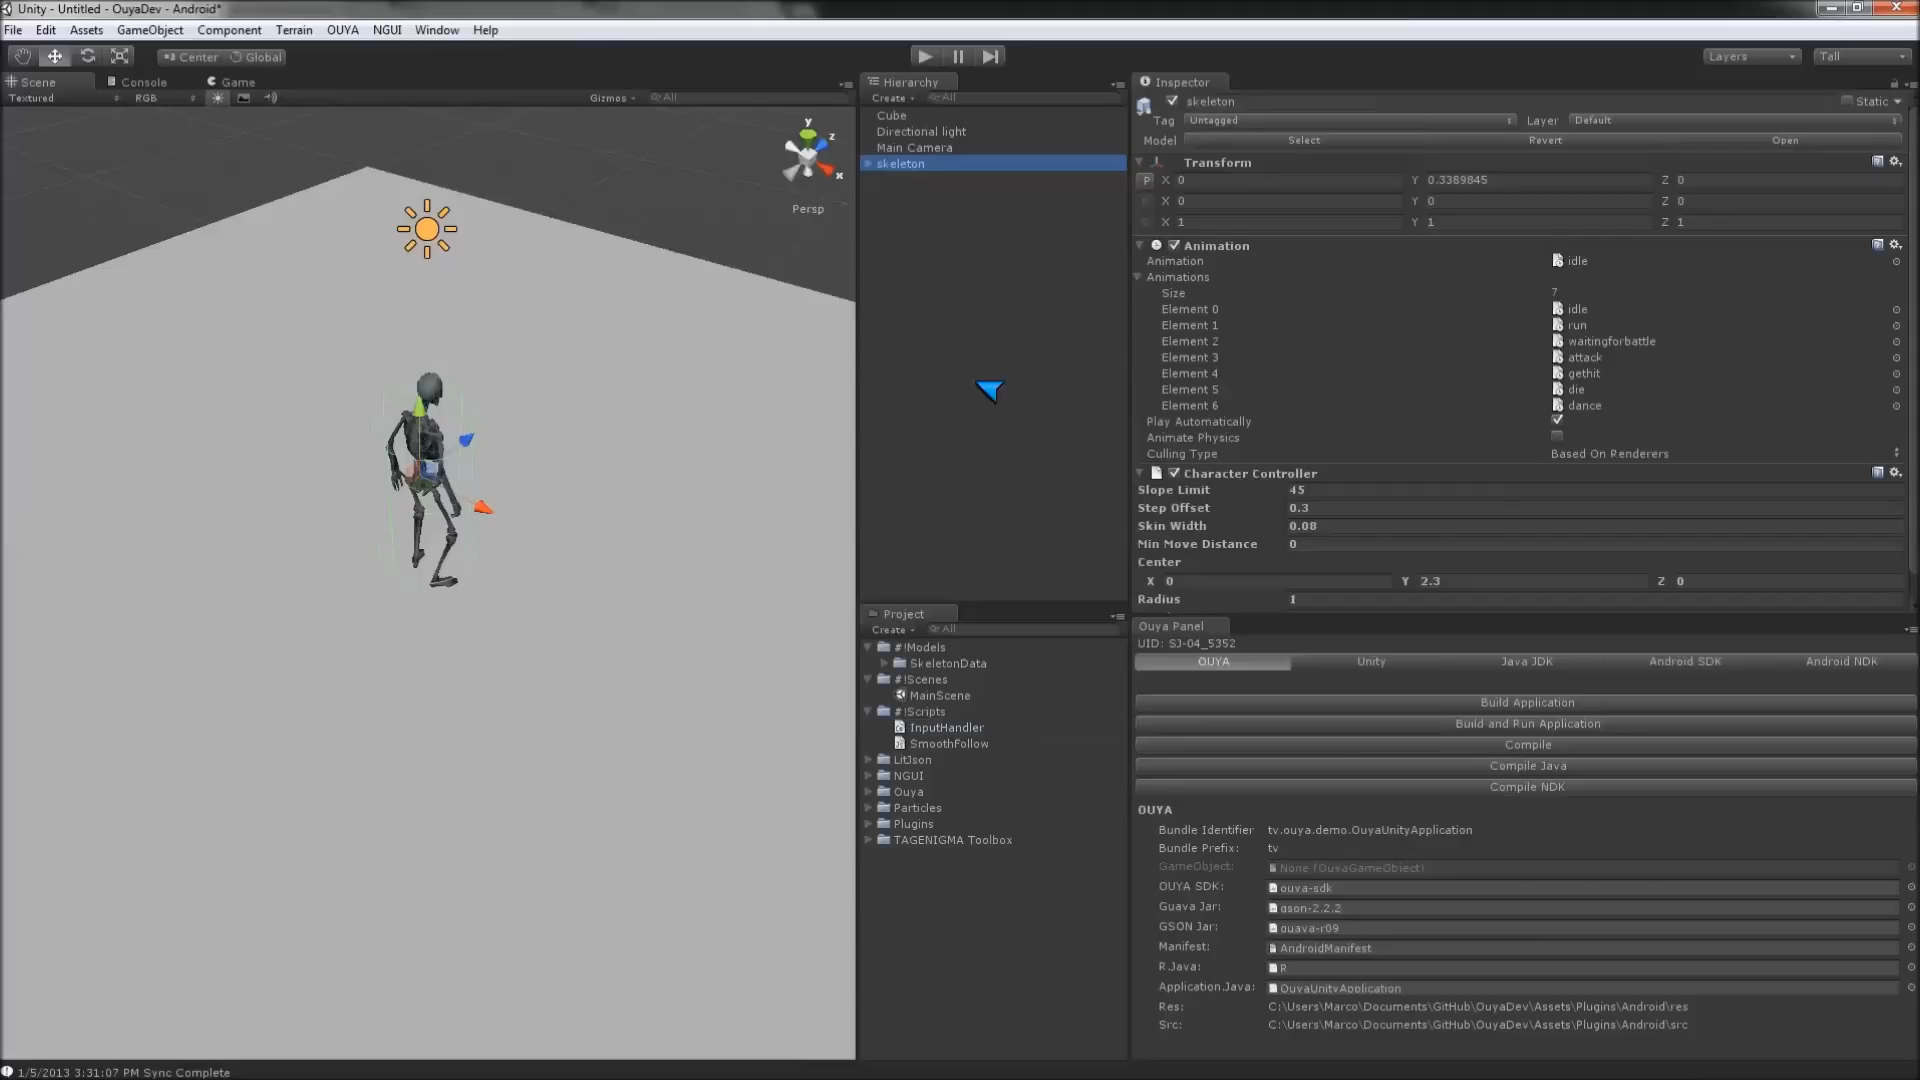 Unity - Untitled - OuyaDev - Android*
File Edit Assets GameObject Component Terrain OUYA NGUI Window Help
Center Global
Layers Tall
Scene Console Game
Textured RGB Gizmos All
y
z
x
Persp
Hierarchy
Create All
Cube
Directional light
Main Camera
skeleton
Project
Create All
#!Models
SkeletonData
#!Scenes
MainScene
#!Scripts
InputHandler
SmoothFollow
LitJson
NGUI
Ouya
Particles
Plugins
TAGENIGMA Toolbox
Inspector
skeleton Static
Tag Untagged Layer Default
Model Select Revert Open
Transform
P X 0 Y 0.3389845 Z 0
X 0 Y 0 Z 0
X 1 Y 1 Z 1
Animation
Animation idle
Animations
Size 7
Element 0 idle
Element 1 run
Element 2 waitingforbattle
Element 3 attack
Element 4 gethit
Element 5 die
Element 6 dance
Play Automatically
Animate Physics
Culling Type Based On Renderers
Character Controller
Slope Limit 45
Step Offset 0.3
Skin Width 0.08
Min Move Distance 0
Center
X 0 Y 2.3 Z 0
Radius 1
Ouya Panel
UID: SJ-04_5352
OUYA Unity Java JDK Android SDK Android NDK
Build Application
Build and Run Application
Compile
Compile Java
Compile NDK
OUYA
Bundle Identifier tv.ouya.demo.OuyaUnityApplication
Bundle Prefix: tv
GameObject: None (OuyaGameObject)
OUYA SDK: ouya-sdk
Guava Jar: gson-2.2.2
GSON Jar: guava-r09
Manifest: AndroidManifest
R.Java: R
Application.Java: OuyaUnityApplication
Res: C:\Users\Marco\Documents\GitHub\OuyaDev\Assets\Plugins\Android\res
Src: C:\Users\Marco\Documents\GitHub\OuyaDev\Assets\Plugins\Android\src
1/5/2013 3:31:07 PM Sync Complete